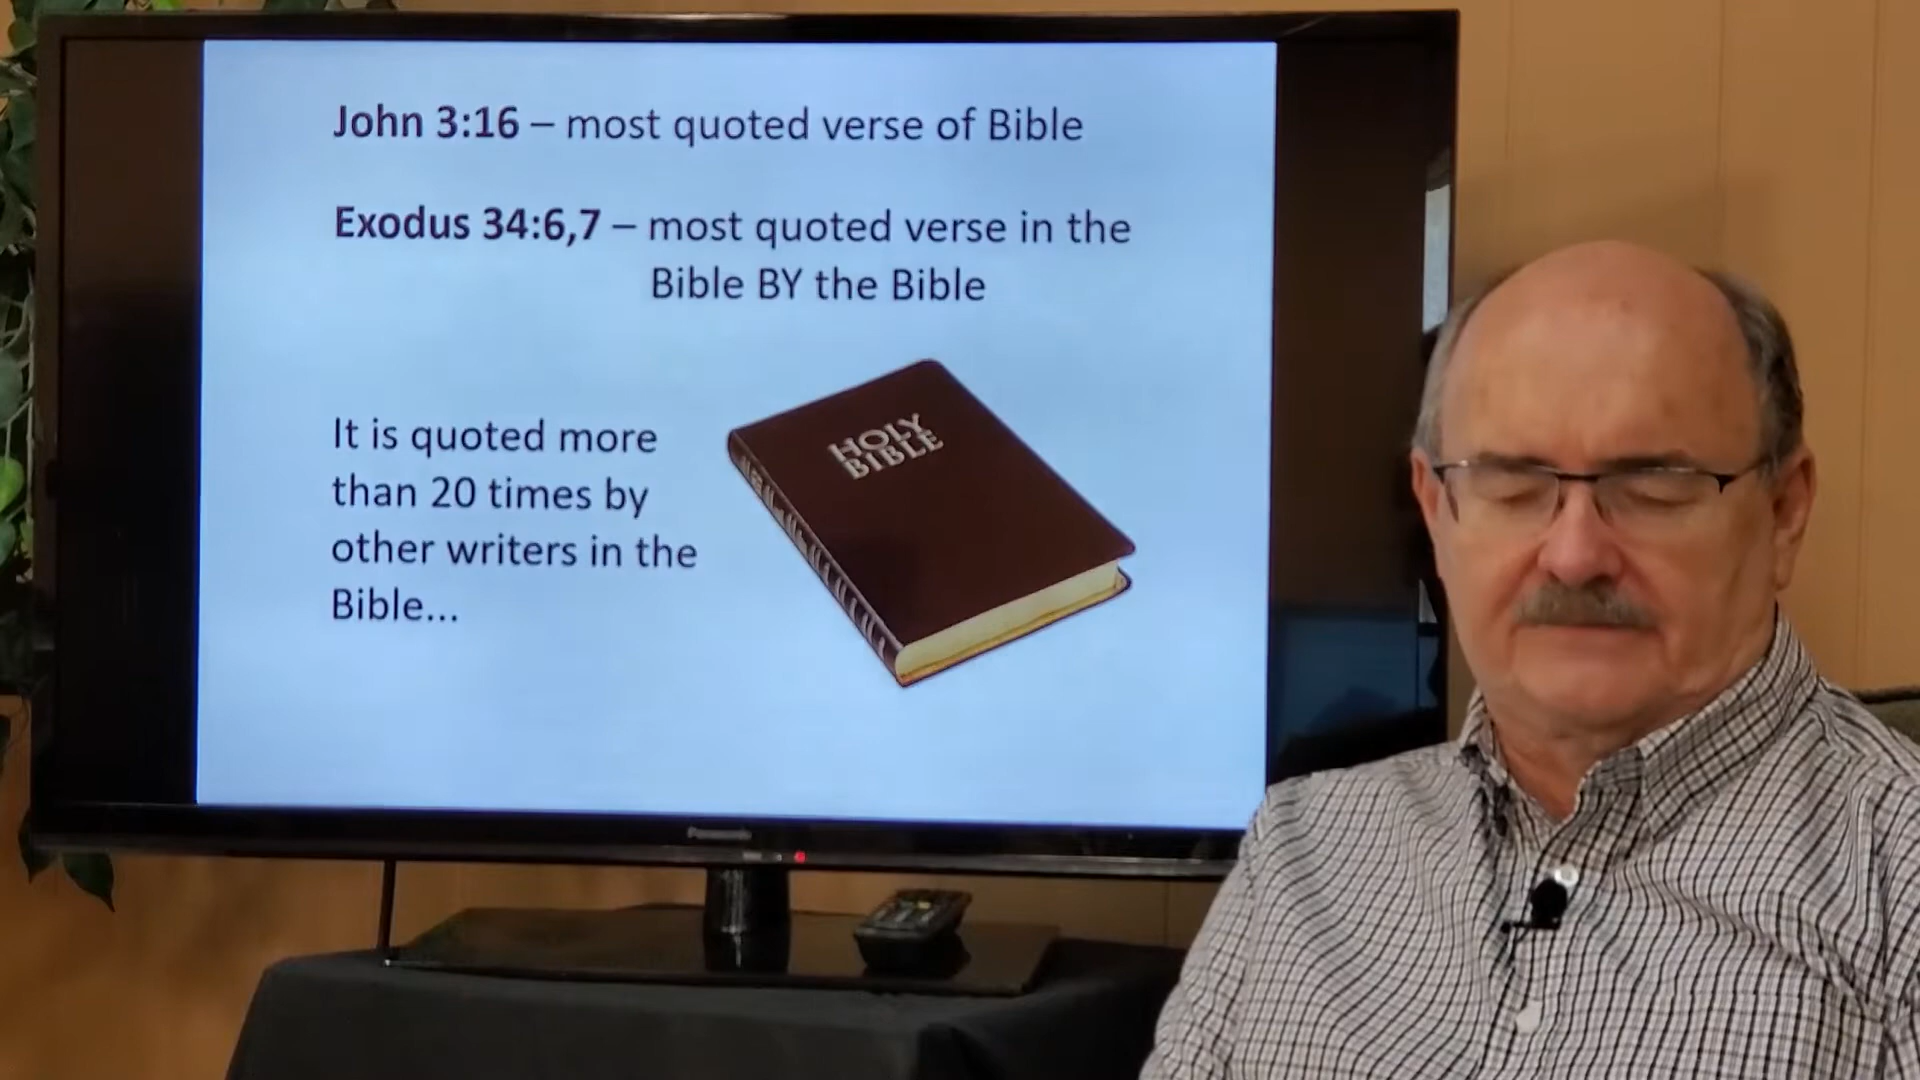 John 3:16 – most quoted verse of Bible
Exodus 34:6,7 – most quoted verse in the
Bible BY the Bible
It is quoted more
than 20 times by
other writers in the
Bible...
HOLY
BIBLE
Panasonic